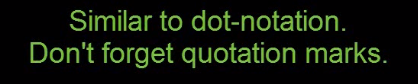 Similar to dot-notation.
Don't forget quotation marks.